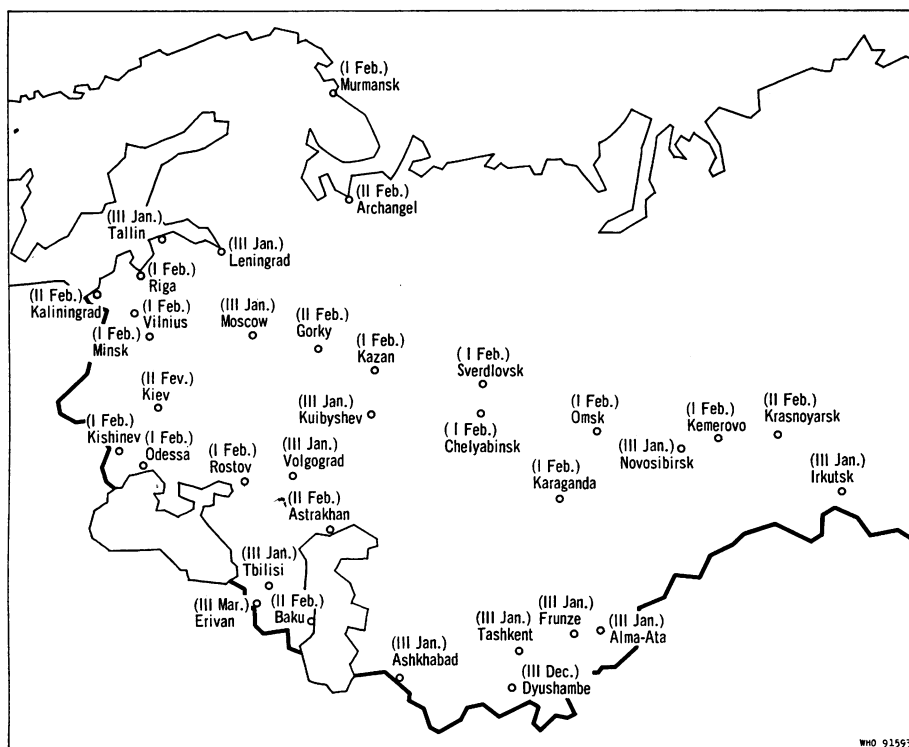 (I Feb.)
Murmansk
(II Feb.)
Archangel
(III Jan.)
Tallin
(III Jan.)
Leningrad
(I Feb.)
Riga
(II Feb.)
Kaliningrad
(I Feb.)
Vilnius
(I Feb.)
Minsk
(III Jan.)
Moscow
(II Feb.)
Gorky
(I Feb.)
Kazan
(I Feb.)
Sverdlovsk
(II Fev.)
Kiev
(III Jan.)
Kuibyshev
(I Feb.)
Chelyabinsk
(I Feb.)
Omsk
(I Feb.)
Kemerovo
(II Feb.)
Krasnoyarsk
(I Feb.)
Kishinev
(I Feb.)
Odessa
(I Feb.)
Rostov
(III Jan.)
Volgograd
(III Jan.)
Novosibirsk
(I Feb.)
Karaganda
(III Jan.)
Irkutsk
(II Feb.)
Astrakhan
(III Jan.)
Tbilisi
(III Mar.)
Erivan
(II Feb.)
Baku
(III Jan.)
Ashkhabad
(III Jan.)
Tashkent
(III Jan.)
Frunze
(III Jan.)
Alma-Ata
(III Dec.)
Dyushambe
WHO 91593